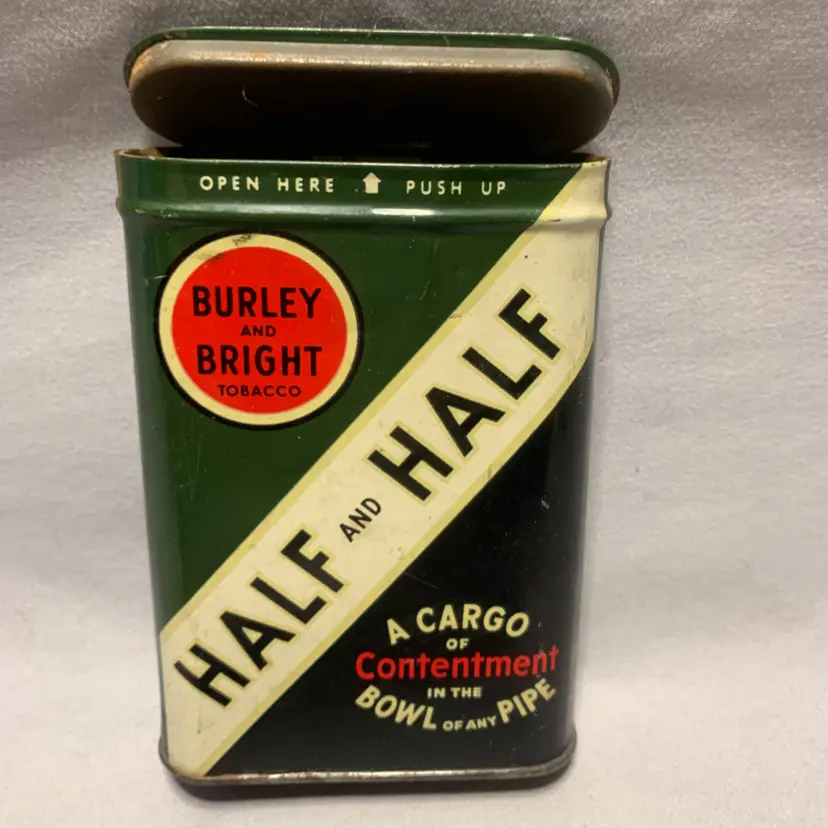 OPEN HERE PUSH UP
BURLEY
AND
BRIGHT
TOBACCO
HALF AND HALF
A CARGO
OF
Contentment
IN THE
BOWL OF ANY PIPE